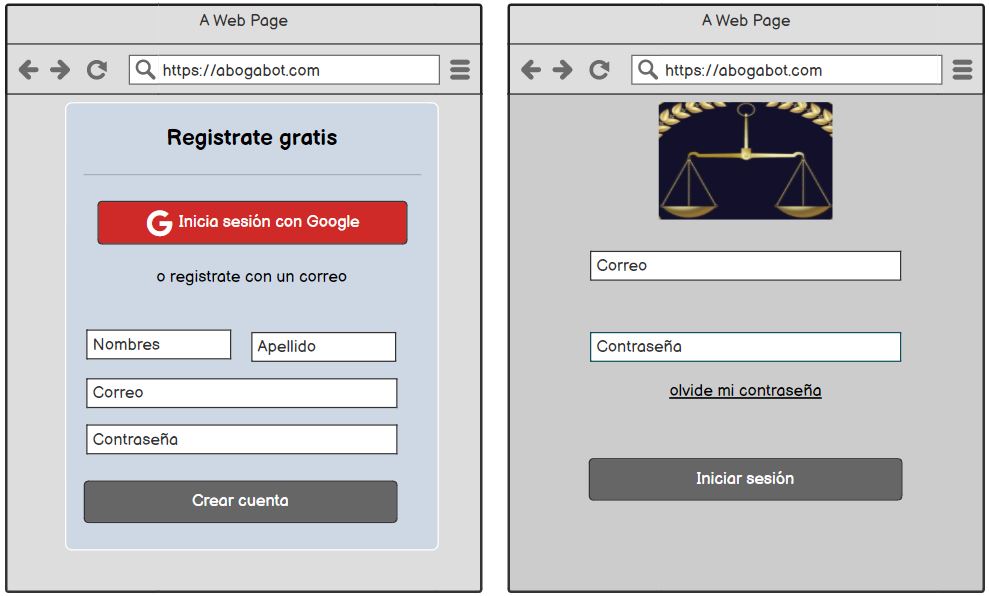 A Web Page
https://abogabot.com
Registrate gratis
G Inicia sesión con Google
o registrate con un correo
Nombres
Apellido
Correo
Contraseña
Crear cuenta
A Web Page
https://abogabot.com
Correo
Contraseña
olvide mi contraseña
Iniciar sesión